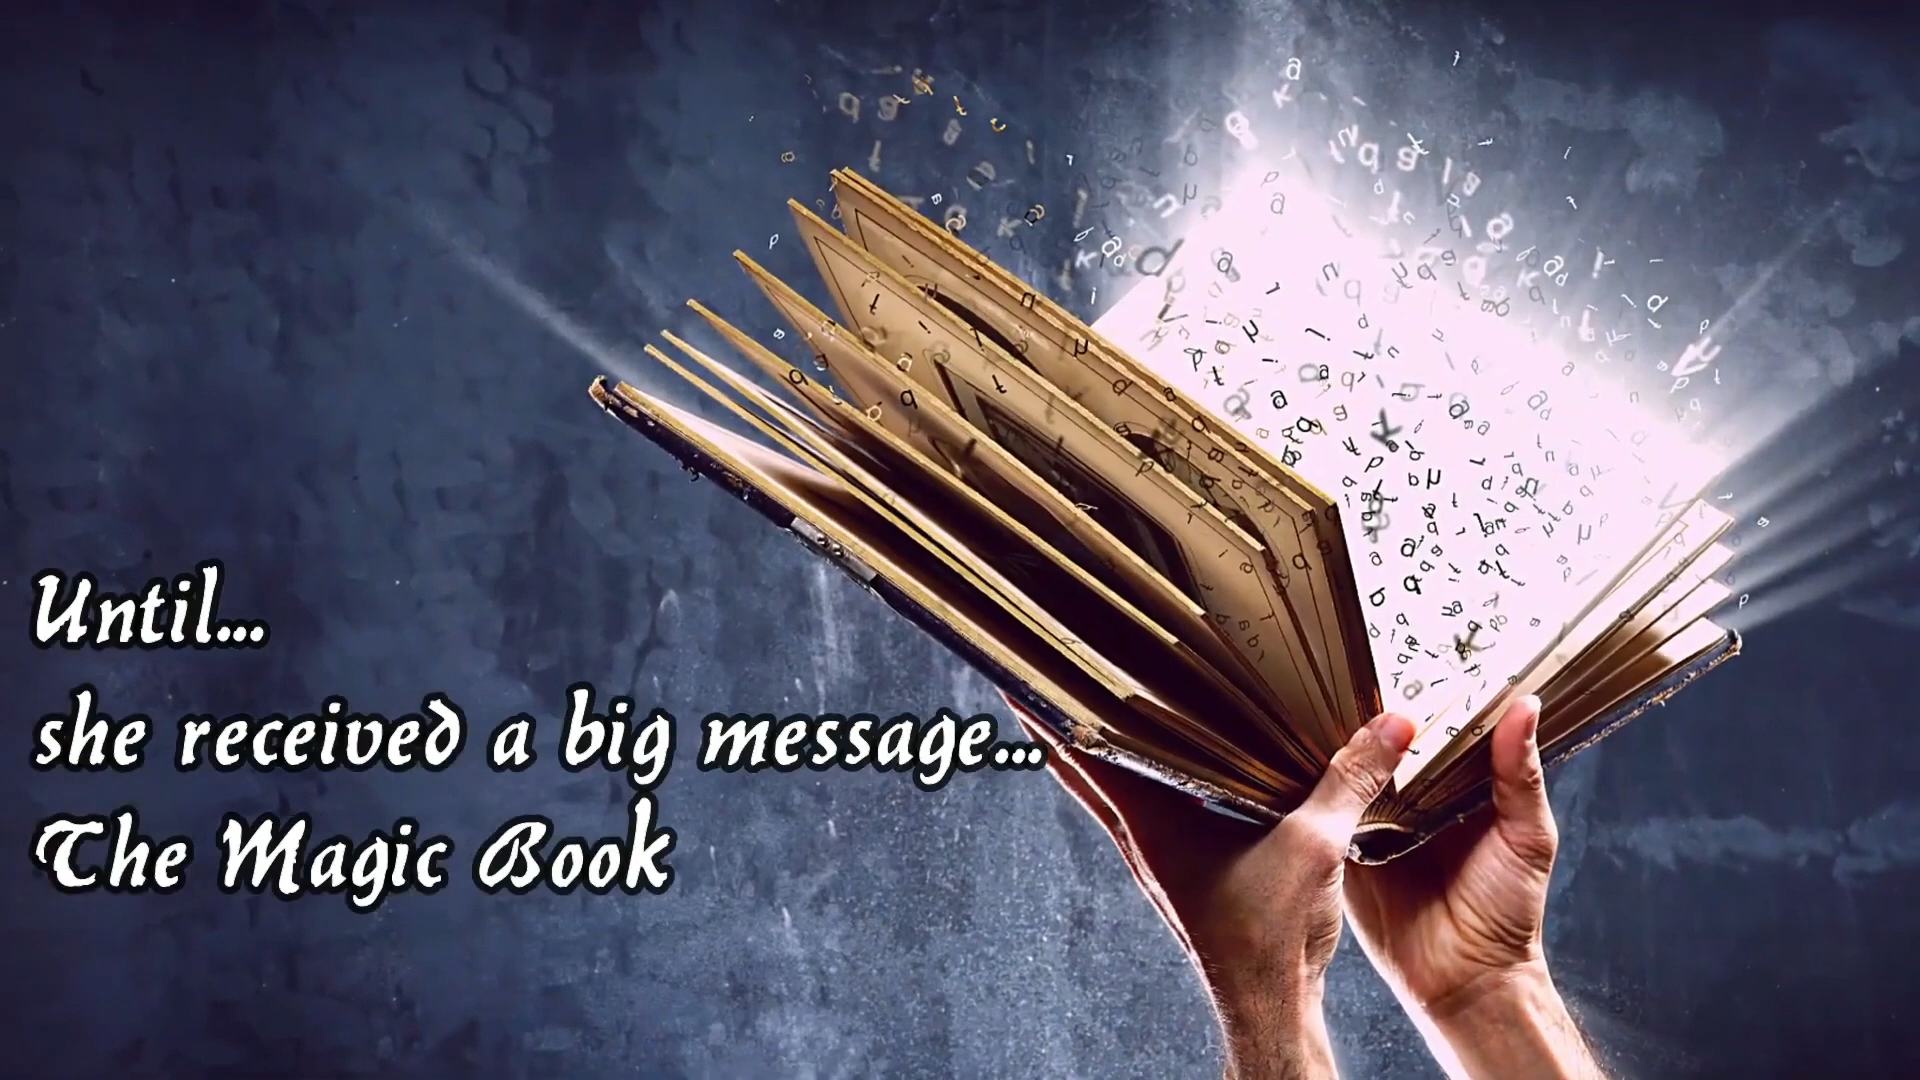 Until...
she received a big message...
The Magic Book